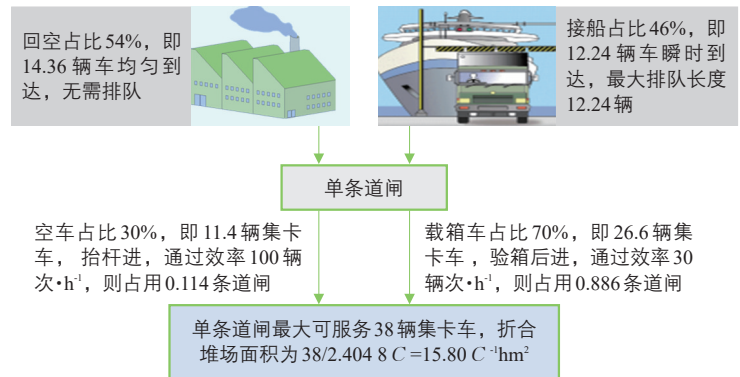 回空占比54%，即
14.36 辆车均匀到
达，无需排队
接船占比46%，即
12.24 辆车瞬时到
达，最大排队长度
12.24辆
单条道闸
空车占比30%，即11.4辆集卡
车， 抬杆进，通过效率100辆
次•h⁻¹，则占用0.114条道闸
载箱车占比70%，即26.6辆集
卡车 ，验箱后进，通过效率30
辆次•h⁻¹，则占用0.886条道闸
单条道闸最大可服务38辆集卡车，折合
堆场面积为38/2.404 8 C =15.80 C ⁻¹hm²